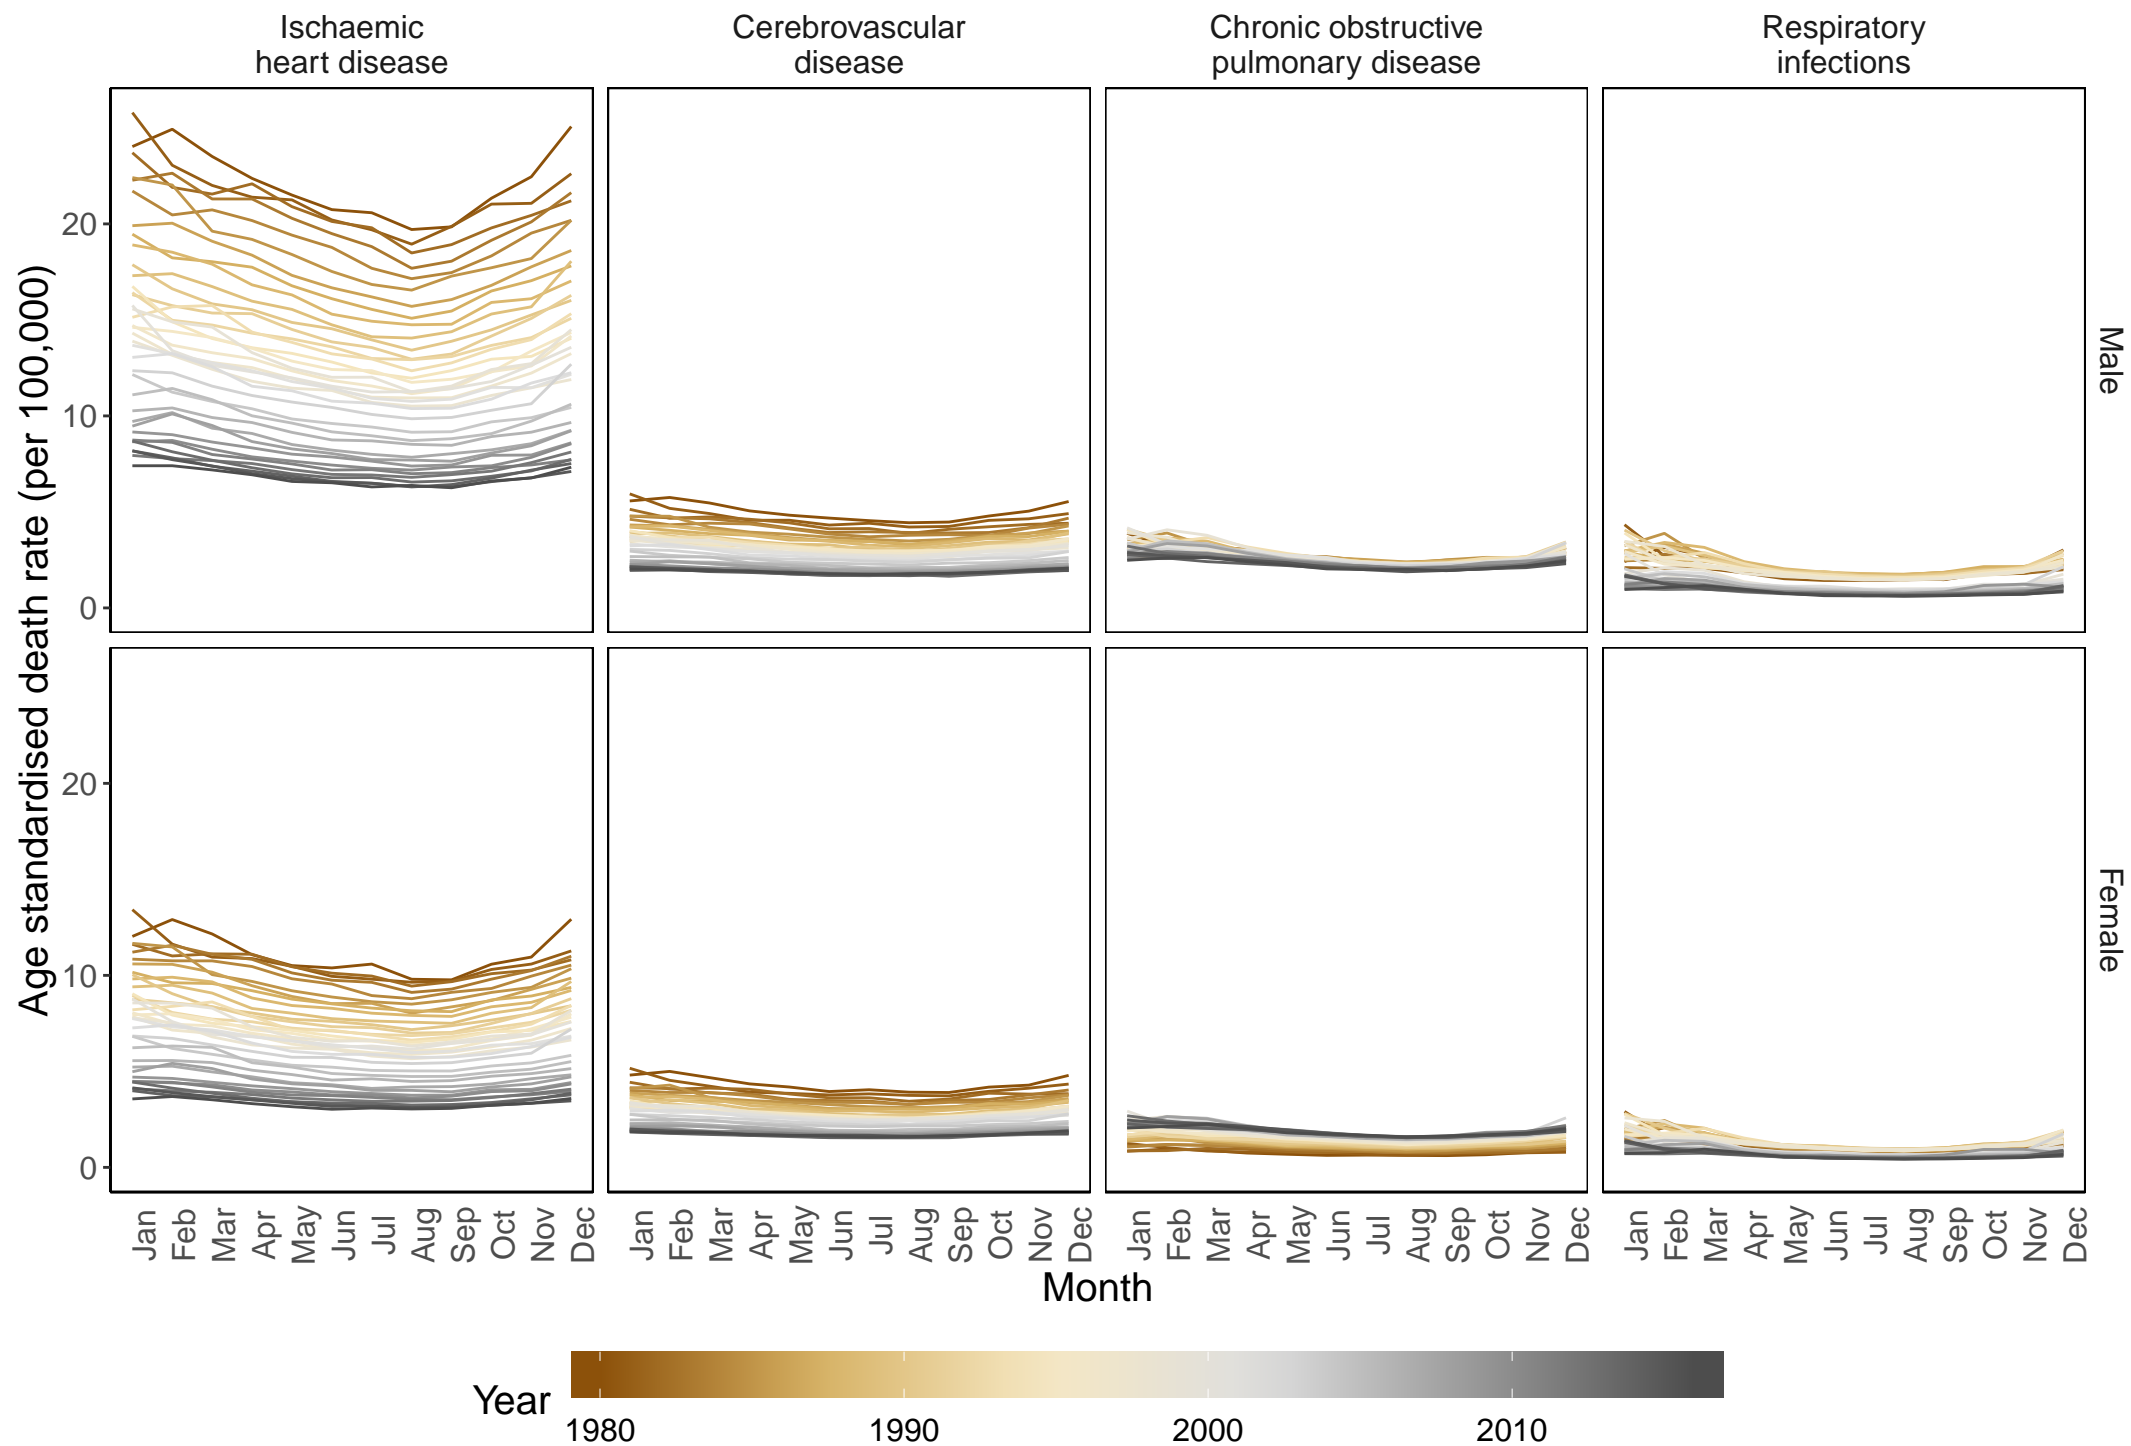 Ischaemic
heart disease
Cerebrovascular
disease
Chronic obstructive
pulmonary disease
Respiratory
infections
Age standardised death rate (per 100,000)
20
10
0
Male
20
10
0
Female
Jan Feb Mar Apr May Jun Jul Aug Sep Oct Nov Dec
Jan Feb Mar Apr May Jun Jul Aug Sep Oct Nov Dec
Jan Feb Mar Apr May Jun Jul Aug Sep Oct Nov Dec
Jan Feb Mar Apr May Jun Jul Aug Sep Oct Nov Dec
Month
Year
1980 1990 2000 2010